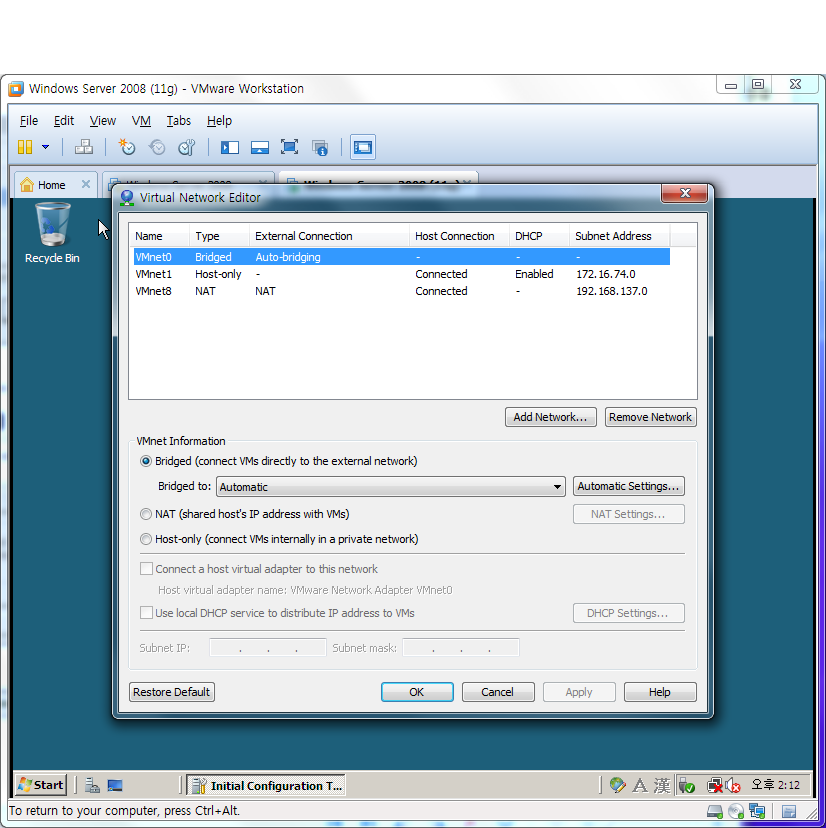 Windows Server 2008 (11g) - VMware Workstation
File Edit View VM Tabs Help
Home
Virtual Network Editor
Recycle Bin
Name Type External Connection Host Connection DHCP Subnet Address
VMnet0 Bridged Auto-bridging - - -
VMnet1 Host-only - Connected Enabled 172.16.74.0
VMnet8 NAT NAT Connected - 192.168.137.0
Add Network... Remove Network
VMnet Information
Bridged (connect VMs directly to the external network)
Bridged to: Automatic Automatic Settings...
NAT (shared host's IP address with VMs) NAT Settings...
Host-only (connect VMs internally in a private network)
Connect a host virtual adapter to this network
Host virtual adapter name: VMware Network Adapter VMnet0
Use local DHCP service to distribute IP address to VMs DHCP Settings...
Subnet IP: . . . Subnet mask: . . .
Restore Default OK Cancel Apply Help
Start Initial Configuration T... A 漢 오후 2:12
To return to your computer, press Ctrl+Alt.